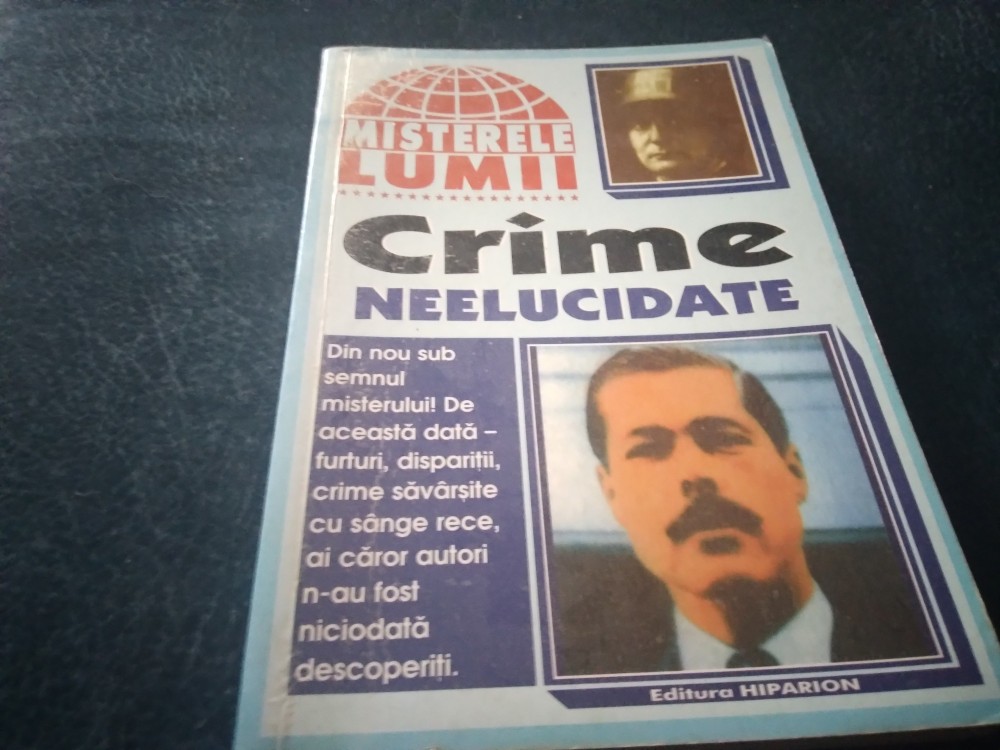 MISTERELE
LUMII
Crime
NEELUCIDATE
Din nou sub
semnul
misterului! De
această dată –
furturi, dispariții,
crime săvârșite
cu sânge rece,
ai căror autori
n-au fost
niciodată
descoperiți.
Editura HIPARION